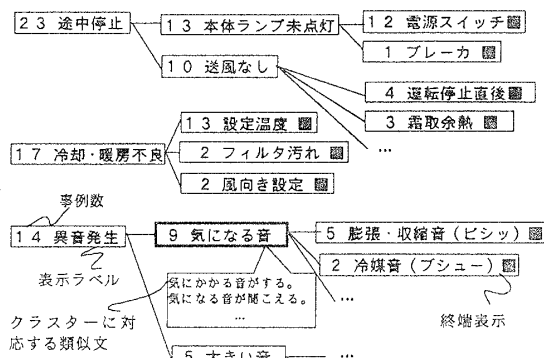 23 途中停止
13 本体ランプ未点灯
12 電源スイッチ
1 ブレーカ
10 送風なし
4 運転停止直後
3 霜取余熱
…
17 冷却・暖房不良
13 設定温度
2 フィルタ汚れ
2 風向き設定
事例数
14 異音発生
9 気になる音
5 膨張・収縮音(ピシッ)
2 冷媒音(プシュー)
…
表示ラベル
気にかかる音がする。
気になる音が聞こえる。
…
クラスターに対
応する類似文
終端表示
5 大きい音
…